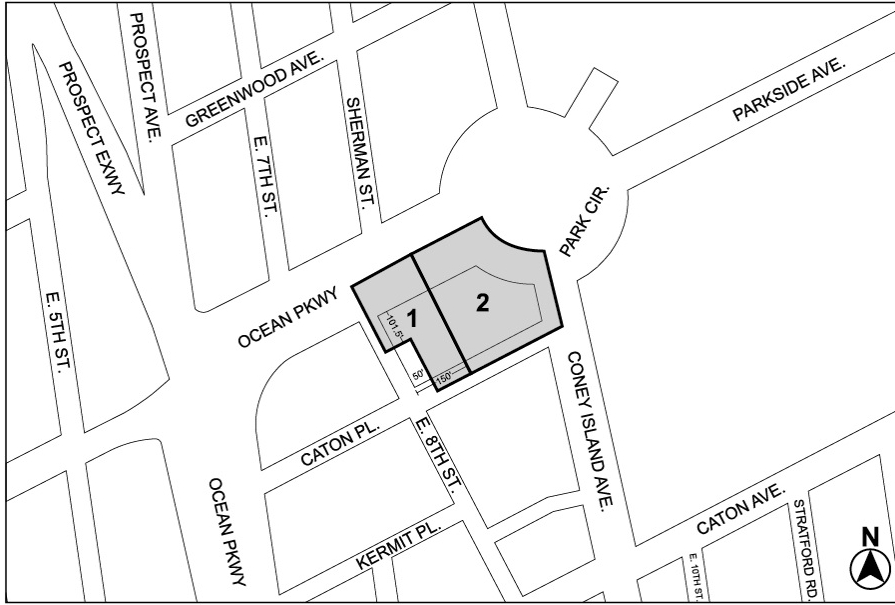 PROSPECT AVE.
PROSPECT EXWY
GREENWOOD AVE.
PARKSIDE AVE.
SHERMAN ST.
E. 7TH ST.
PARK CIR.
E. 5TH ST.
OCEAN PKWY
1
2
101.5'
50'
150'
CONEY ISLAND AVE.
CATON PL.
E. 8TH ST.
OCEAN PKWY
KERMIT PL.
CATON AVE.
STRATFORD RD.
E. 10TH ST.
N